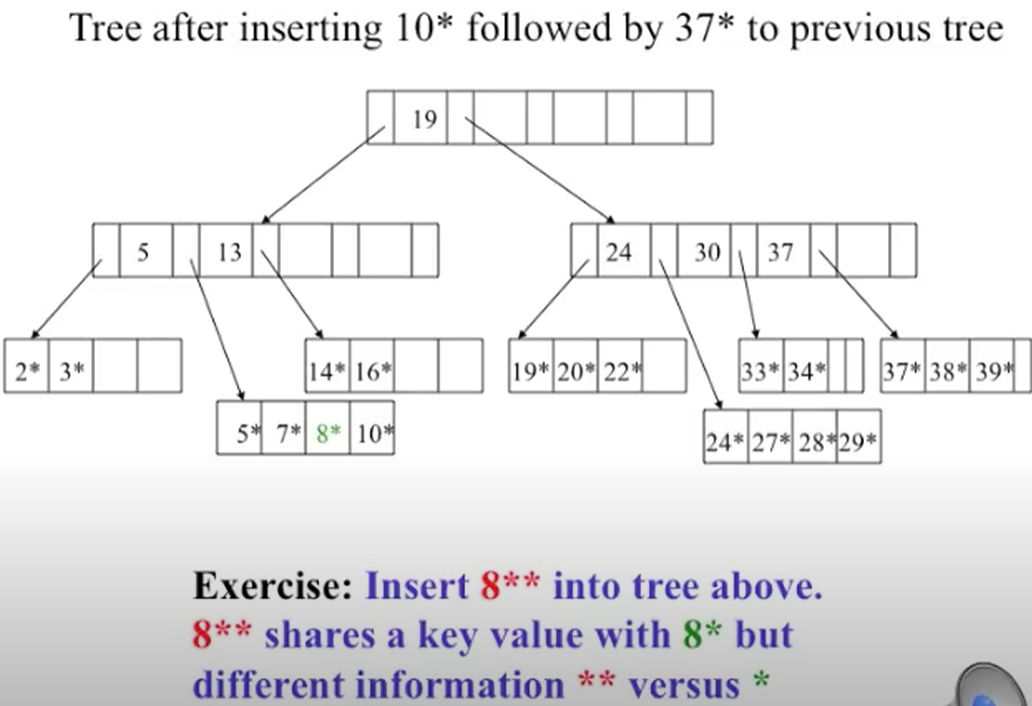 Tree after inserting 10* followed by 37* to previous tree
19
5 13
24 30 37
2* 3*
14* 16*
19* 20* 22*
33* 34*
37* 38* 39*
5* 7* 8* 10*
24* 27* 28* 29*
Exercise: Insert 8** into tree above.
8** shares a key value with 8* but
different information ** versus *